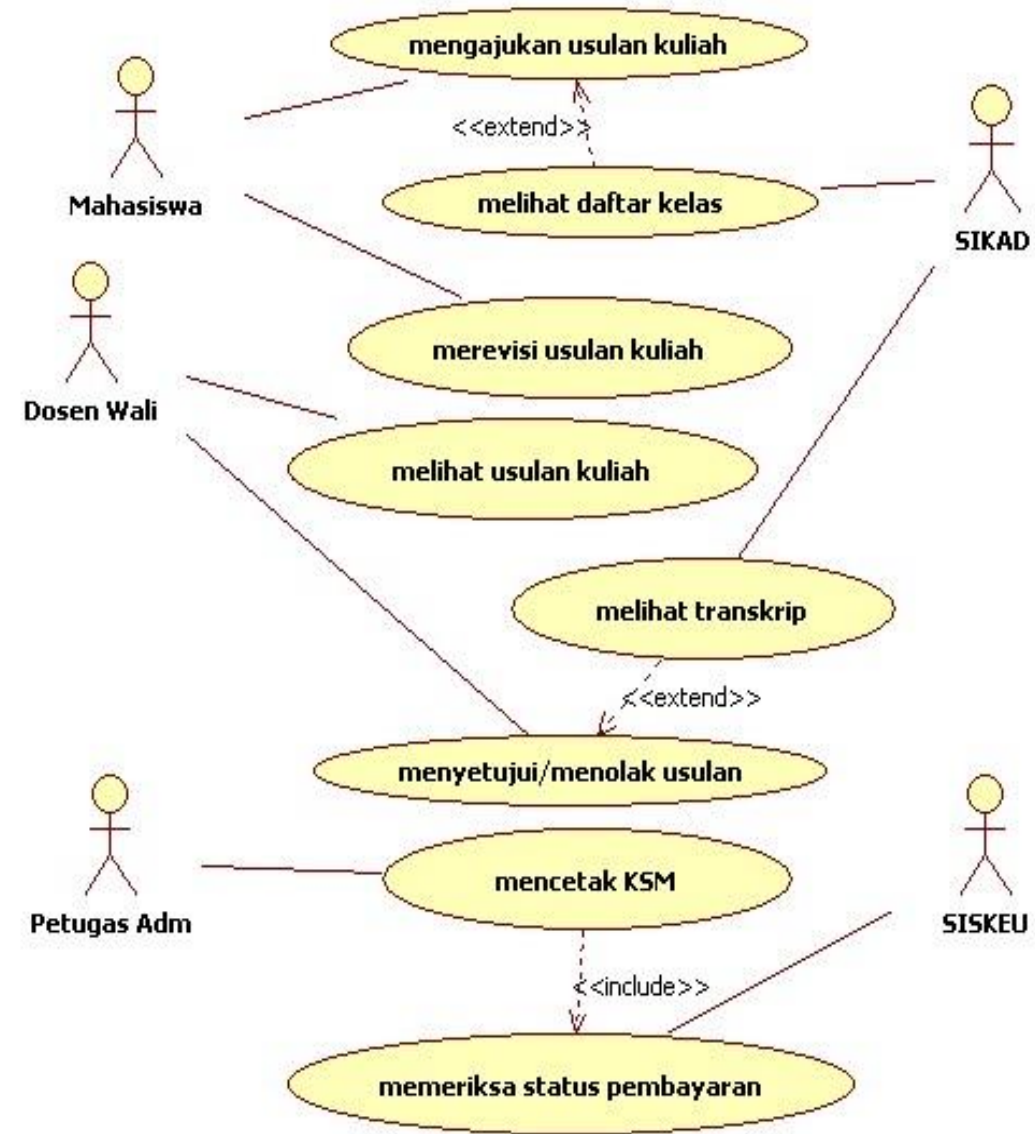 mengajukan usulan kuliah
<<extend>>
Mahasiswa
melihat daftar kelas
SIKAD
merevisi usulan kuliah
Dosen Wali
melihat usulan kuliah
melihat transkrip
<<extend>>
menyetujui/menolak usulan
mencetak KSM
Petugas Adm
SISKEU
<<include>>
memeriksa status pembayaran